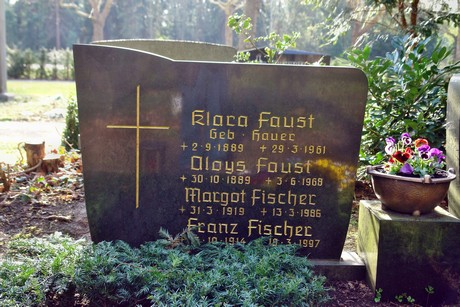 Klara Faust
Geb. Hauer
+ 2·9·1889 + 29·3·1961
Aloys Faust
+ 30·10·1889 + 3·6·1968
Margot Fischer
+ 31·3·1919 + 13·3·1986
Franz Fischer
10·1914 18·3·1997